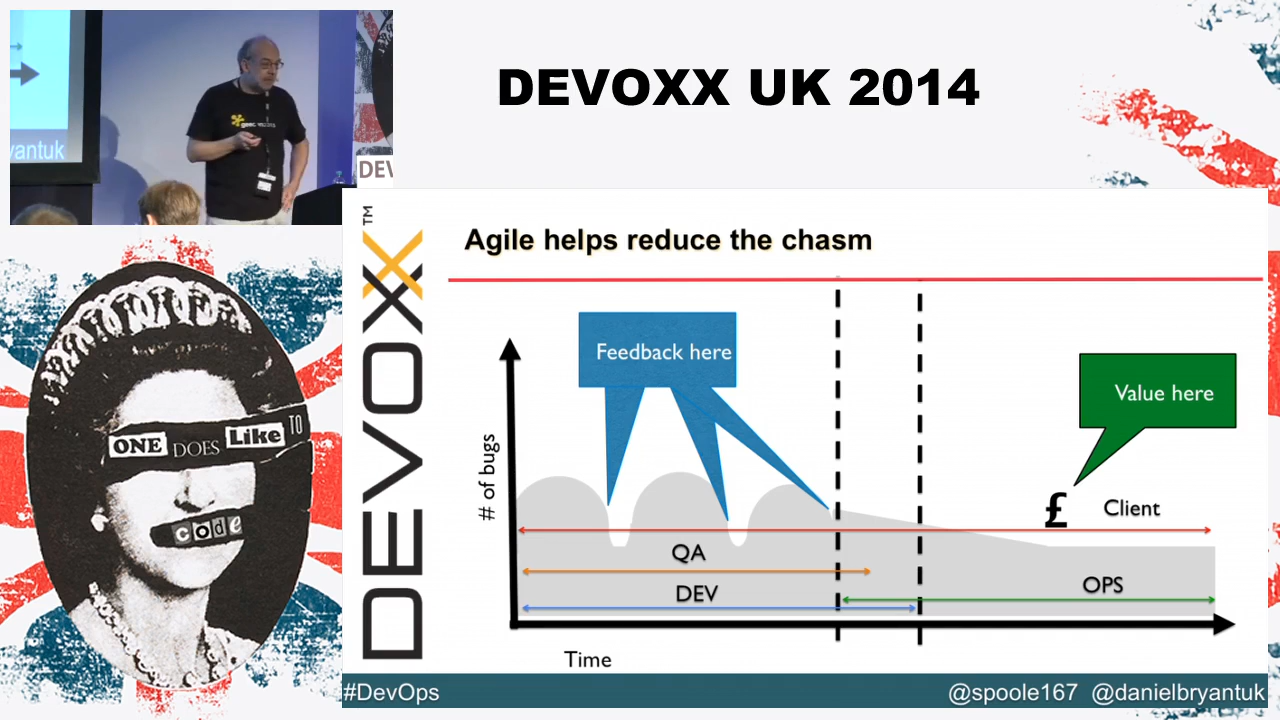 yantuk
DEV
DEVOXX UK 2014
DEVOXX™
Agile helps reduce the chasm
Feedback here
Value here
# of bugs
£ Client
QA
DEV
OPS
Time
ONE DOES Like TO
code
#DevOps
@spoole167 @danielbryantuk